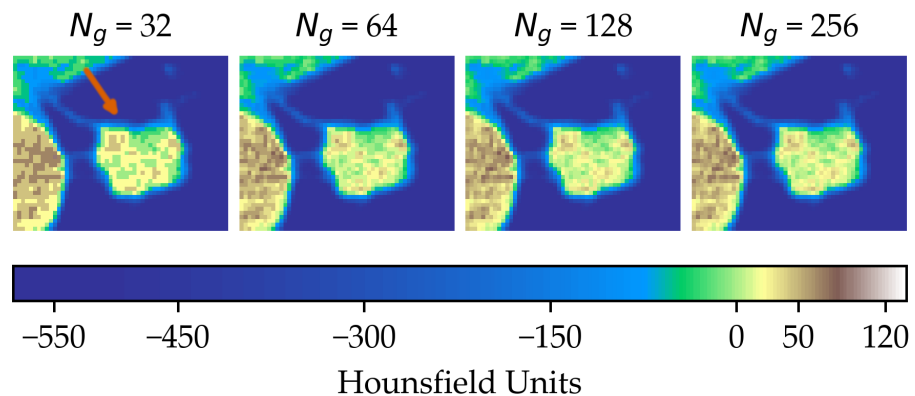 N_g = 32 N_g = 64 N_g = 128 N_g = 256
−550 −450 −300 −150 0 50 120
Hounsfield Units